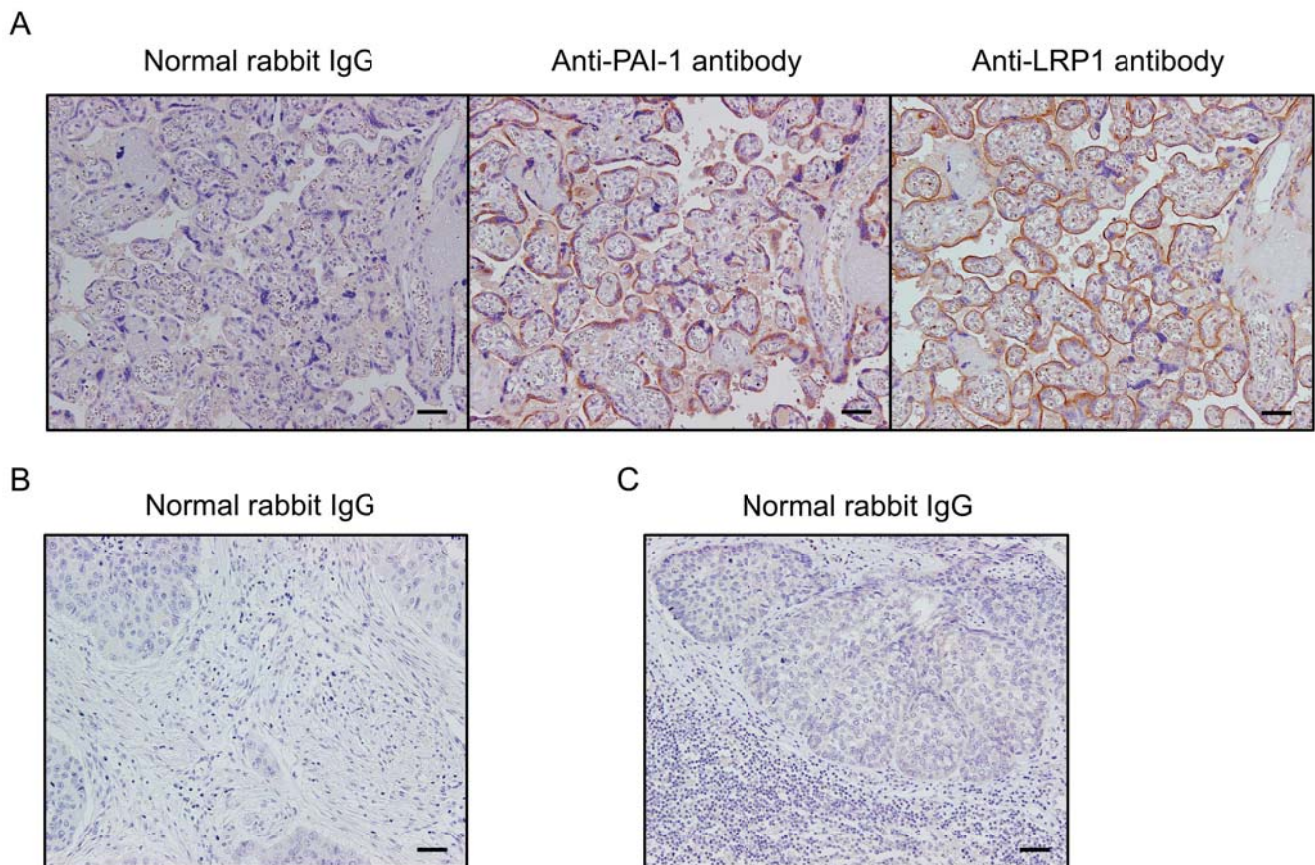 A
Normal rabbit IgG
Anti-PAI-1 antibody
Anti-LRP1 antibody
B
Normal rabbit IgG
C
Normal rabbit IgG